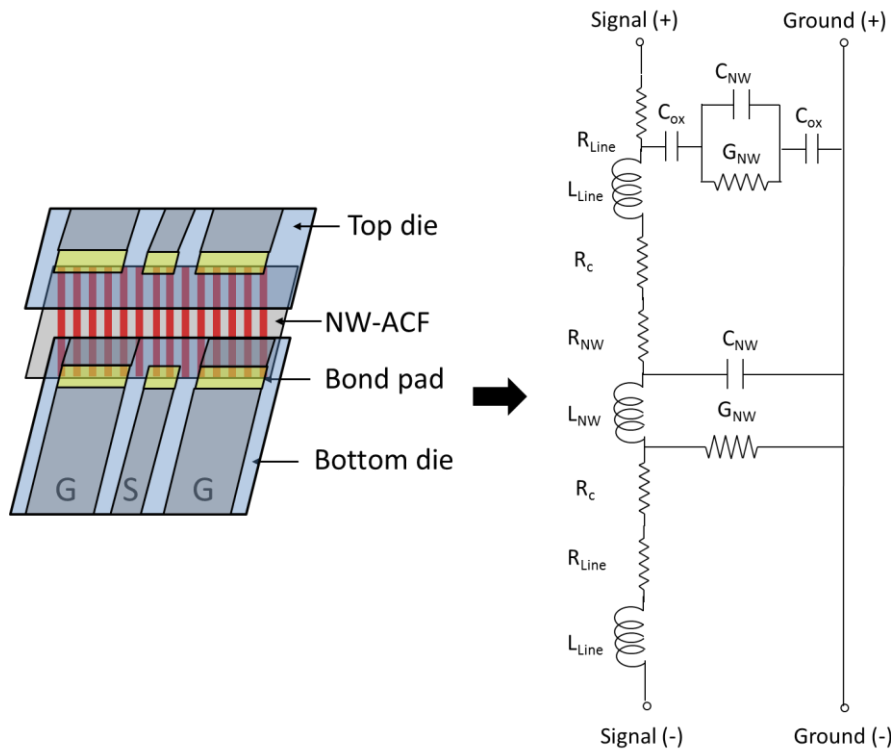 Top die
NW-ACF
Bond pad
Bottom die
G S G
Signal (+)
Ground (+)
C_NW
C_ox
C_ox
R_Line
G_NW
L_Line
R_c
R_NW
C_NW
L_NW
G_NW
R_c
R_Line
L_Line
Signal (-)
Ground (-)